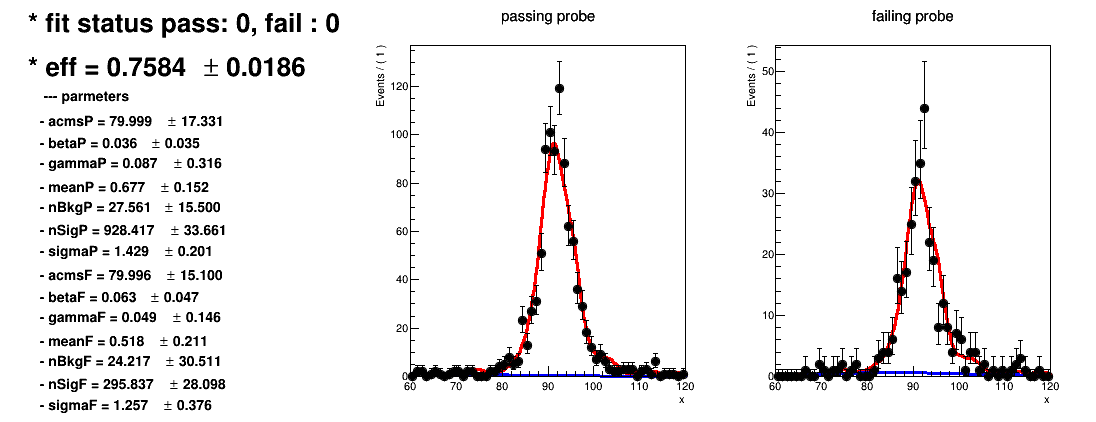 * fit status pass: 0, fail : 0
* eff = 0.7584 ± 0.0186
--- parmeters
- acmsP = 79.999 ± 17.331
- betaP = 0.036 ± 0.035
- gammaP = 0.087 ± 0.316
- meanP = 0.677 ± 0.152
- nBkgP = 27.561 ± 15.500
- nSigP = 928.417 ± 33.661
- sigmaP = 1.429 ± 0.201
- acmsF = 79.996 ± 15.100
- betaF = 0.063 ± 0.047
- gammaF = 0.049 ± 0.146
- meanF = 0.518 ± 0.211
- nBkgF = 24.217 ± 30.511
- nSigF = 295.837 ± 28.098
- sigmaF = 1.257 ± 0.376
passing probe
Events / ( 1 )
120
100
80
60
40
20
0
60 70 80 90 100 110 120
x
failing probe
Events / ( 1 )
50
40
30
20
10
0
60 70 80 90 100 110 120
x